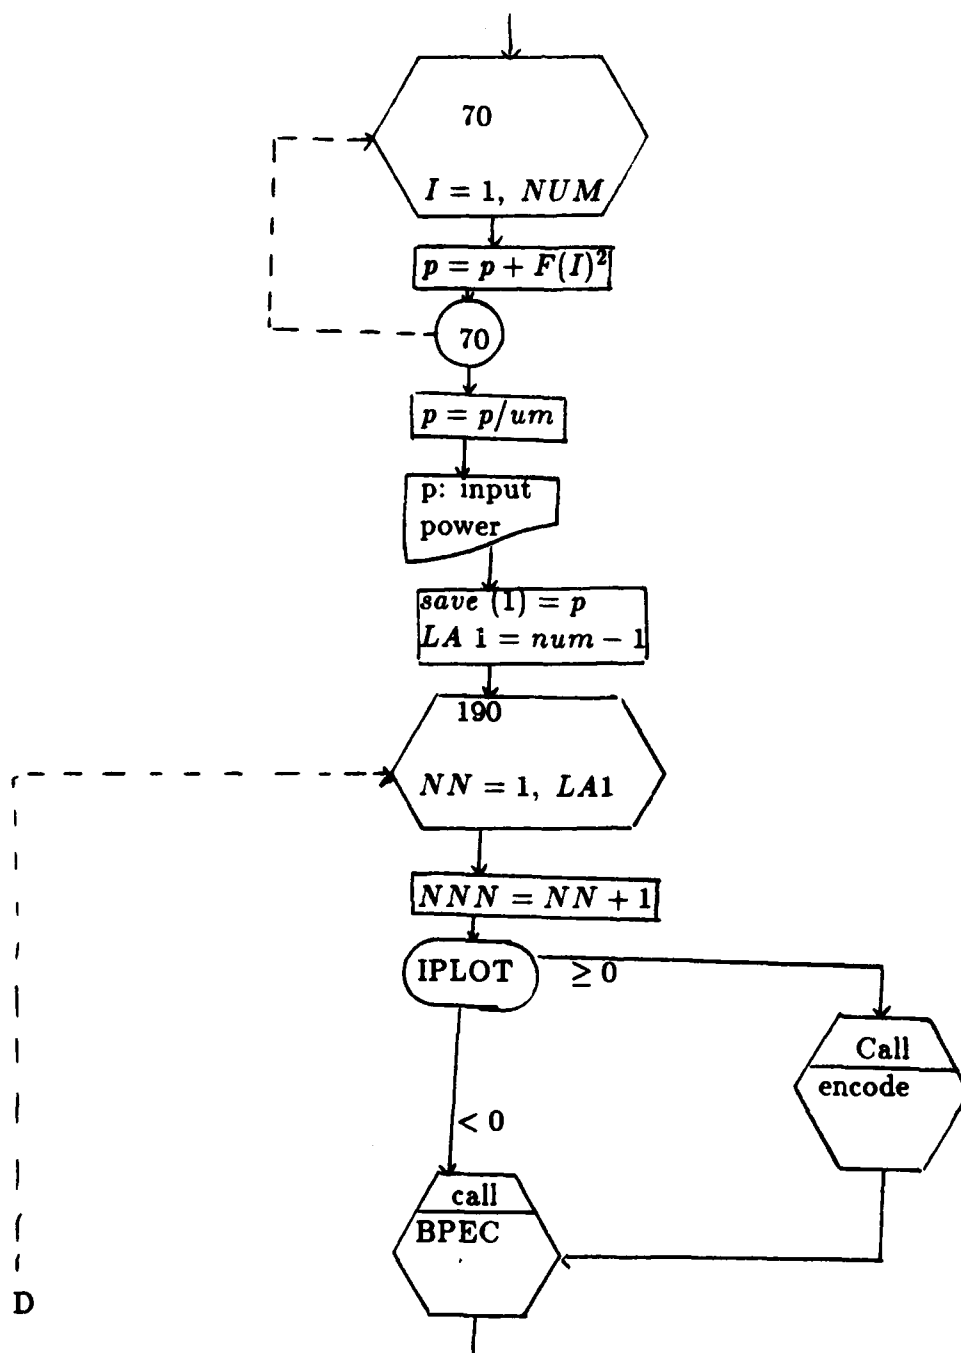 70
I = 1, NUM
p = p + F(I)²
70
p = p/um
p: input
power
save (1) = p
LA 1 = num − 1
190
NN = 1, LA1
NNN = NN + 1
IPLOT ≥ 0
Call
encode
< 0
call
BPEC
D